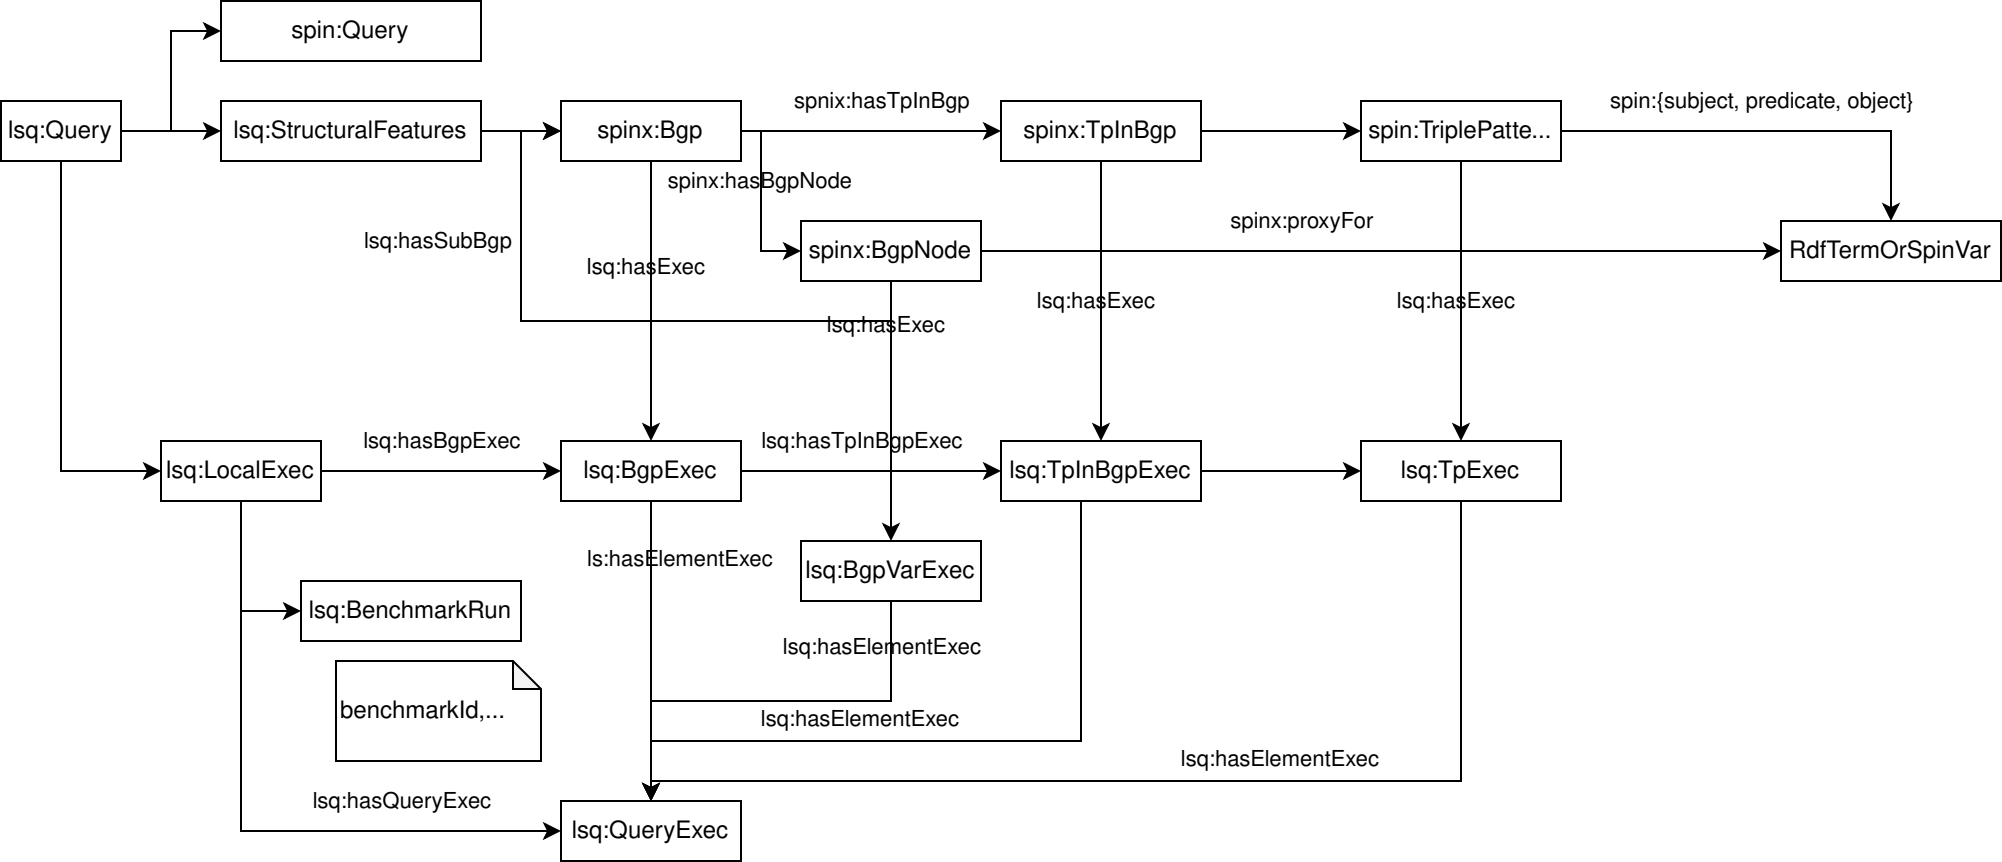 spin:Query
lsq:Query
lsq:StructuralFeatures
spinx:Bgp
spnix:hasTpInBgp
spinx:TpInBgp
spin:TriplePatte...
spin:{subject, predicate, object}
spinx:hasBgpNode
lsq:hasSubBgp
lsq:hasExec
spinx:BgpNode
spinx:proxyFor
RdfTermOrSpinVar
lsq:hasExec
lsq:hasExec
lsq:hasExec
lsq:LocalExec
lsq:hasBgpExec
lsq:BgpExec
lsq:hasTpInBgpExec
lsq:TpInBgpExec
lsq:TpExec
ls:hasElementExec
lsq:BgpVarExec
lsq:BenchmarkRun
lsq:hasElementExec
benchmarkId,...
lsq:hasElementExec
lsq:hasElementExec
lsq:hasQueryExec
lsq:QueryExec